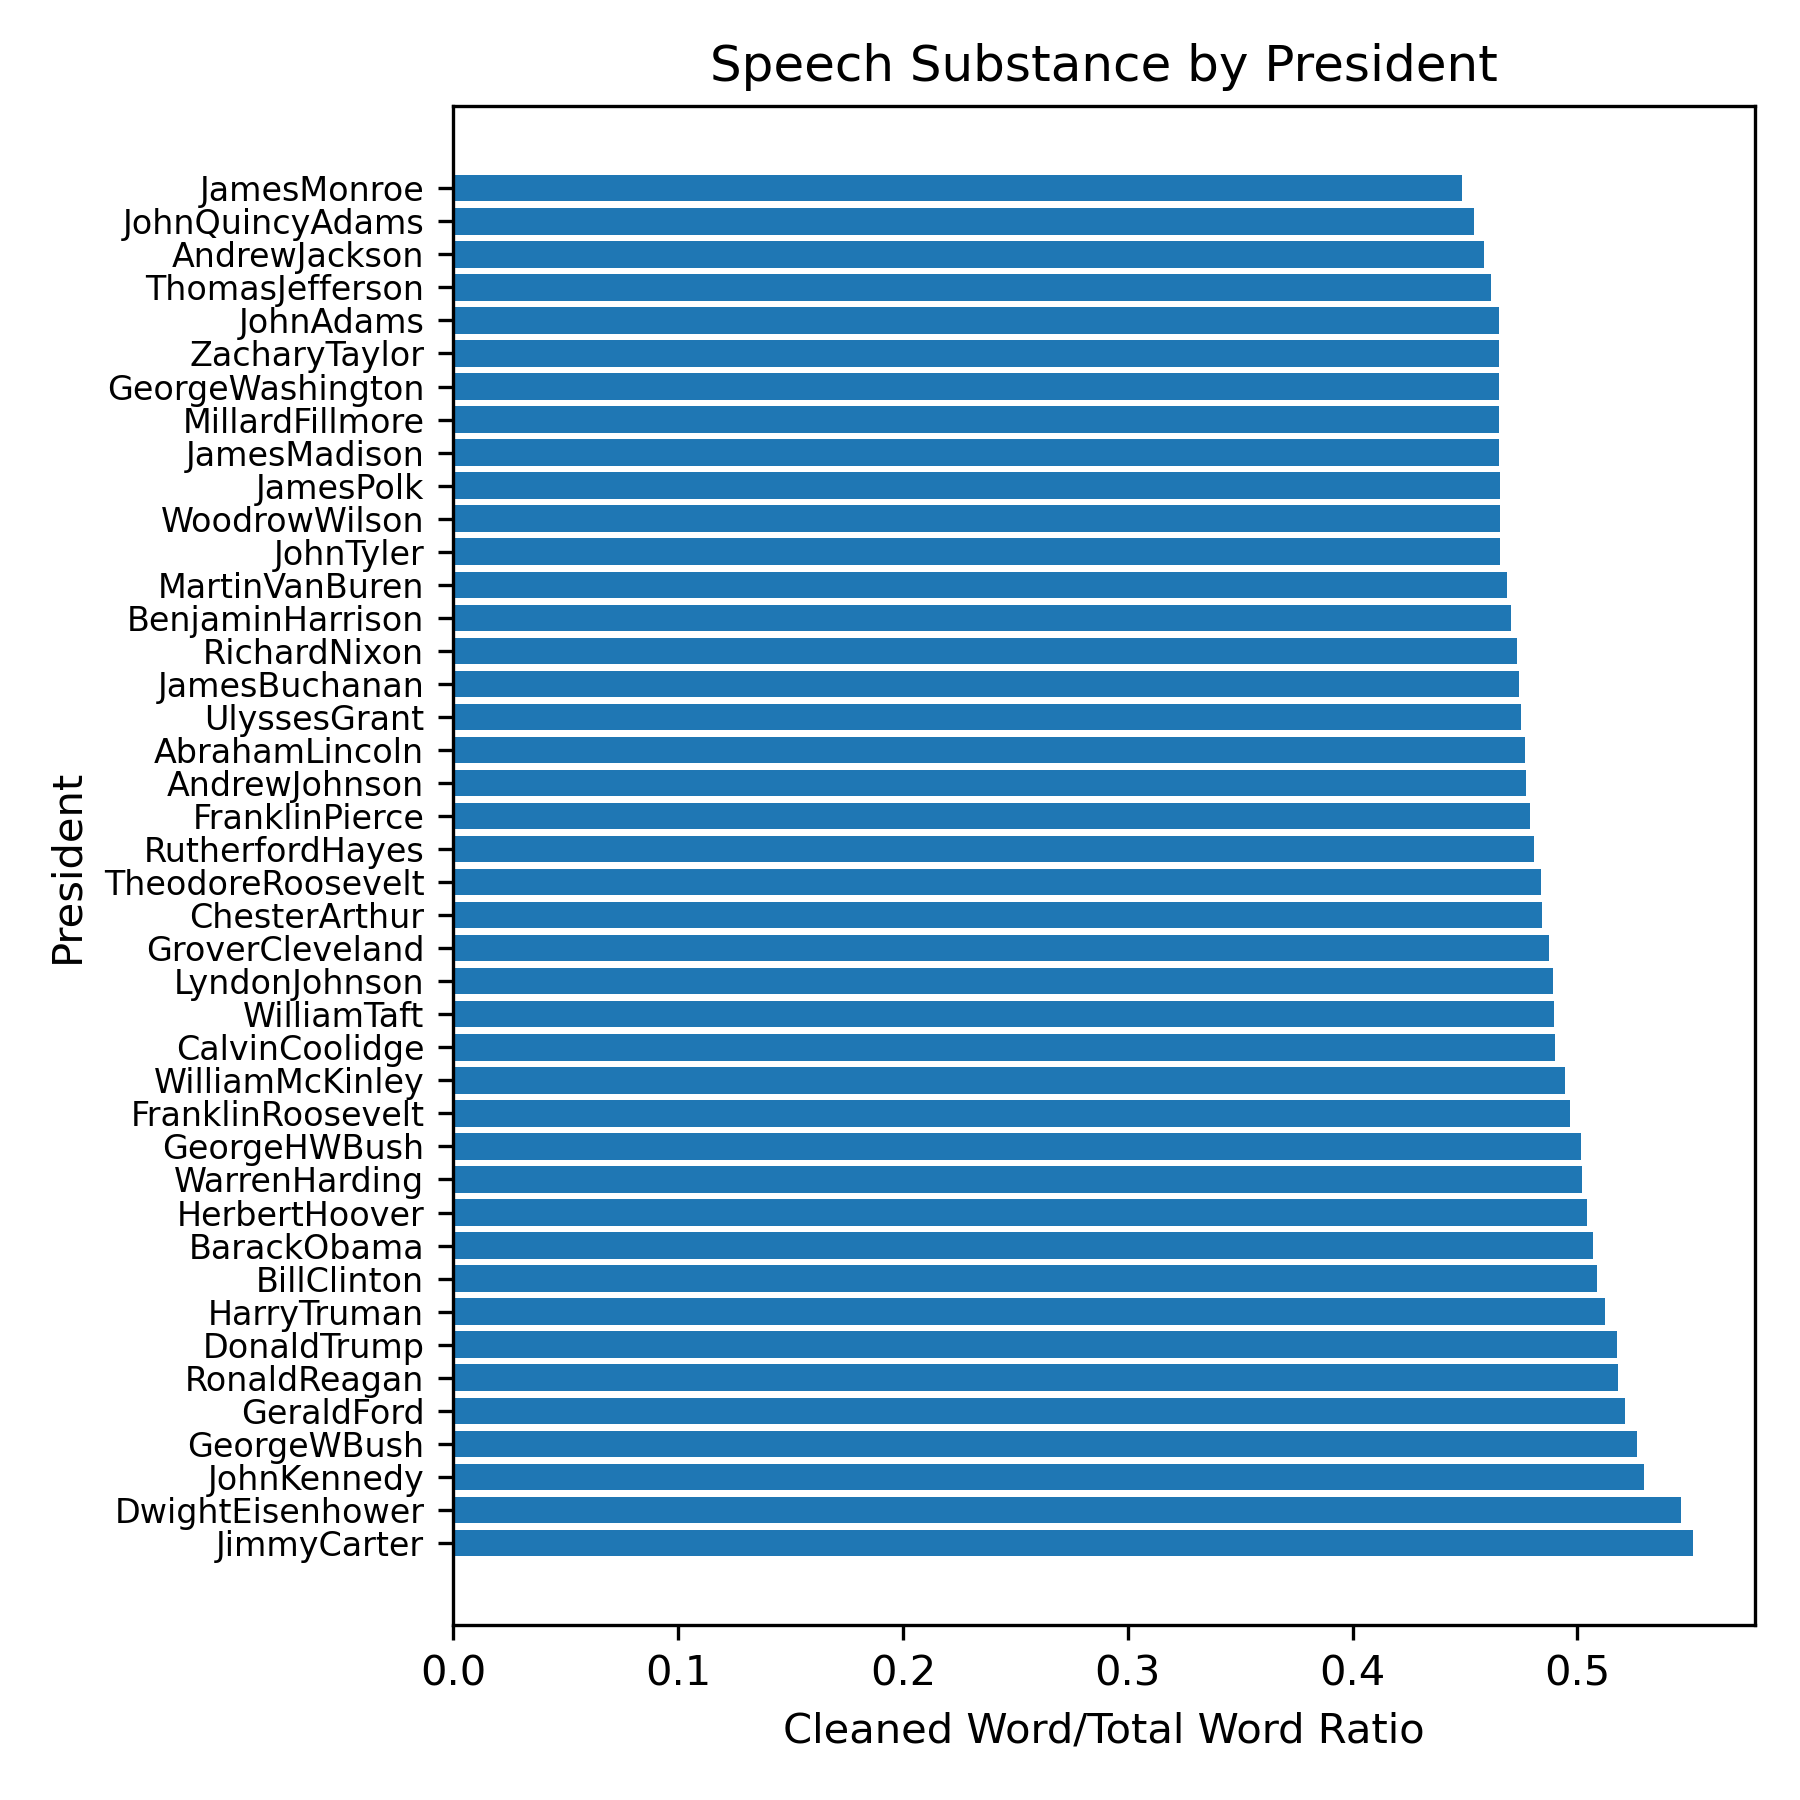 Speech Substance by President
JamesMonroe
JohnQuincyAdams
AndrewJackson
ThomasJefferson
JohnAdams
ZacharyTaylor
GeorgeWashington
MillardFillmore
JamesMadison
JamesPolk
WoodrowWilson
JohnTyler
MartinVanBuren
BenjaminHarrison
RichardNixon
JamesBuchanan
UlyssesGrant
AbrahamLincoln
AndrewJohnson
FranklinPierce
RutherfordHayes
TheodoreRoosevelt
ChesterArthur
GroverCleveland
LyndonJohnson
WilliamTaft
CalvinCoolidge
WilliamMcKinley
FranklinRoosevelt
GeorgeHWBush
WarrenHarding
HerbertHoover
BarackObama
BillClinton
HarryTruman
DonaldTrump
RonaldReagan
GeraldFord
GeorgeWBush
JohnKennedy
DwightEisenhower
JimmyCarter
President
0.0 0.1 0.2 0.3 0.4 0.5
Cleaned Word/Total Word Ratio